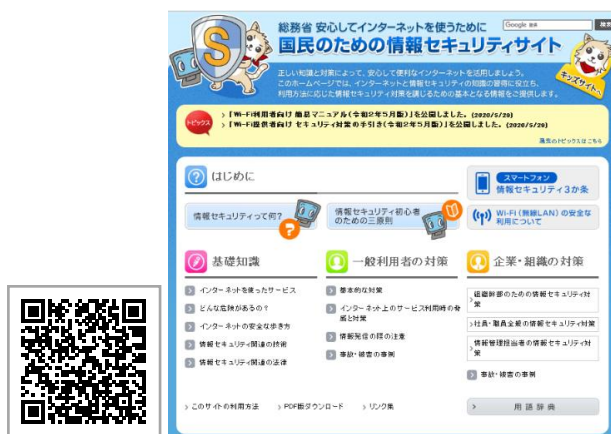 総務省 安心してインターネットを使うために
国民のための情報セキュリティサイト
Google
検索
キッズサイトへ
正しい知識と対策によって、安心して便利なインターネットを活用しましょう。
このホームページでは、インターネットと情報セキュリティの知識の習得に役立ち、
利用方法に応じた情報セキュリティ対策を講じるための基本となる情報をご提供します。
トピックス
> 「Wi-Fi利用者向け 簡易マニュアル(令和2年5月版)」を公開しました。(2020/5/29)
> 「Wi-Fi提供者向け セキュリティ対策の手引き(令和2年5月版)」を公開しました。(2020/5/29)
過去のトピックスはこちら
はじめに
情報セキュリティって何?
情報セキュリティ初心者
のための三原則
スマートフォン
情報セキュリティ3か条
WI-FI(無線LAN)の安全な
利用について
基礎知識
インターネットを使ったサービス
どんな危険があるの?
インターネットの安全な歩き方
情報セキュリティ関連の技術
情報セキュリティ関連の法律
一般利用者の対策
基本的な対策
インターネット上のサービス利用時の脅
威と対策
情報発信の際の注意
事故・被害の事例
企業・組織の対策
組織幹部のための情報セキュリティ対
策
>社員・職員全般の情報セキュリティ対策
情報管理担当者の情報セキュリティ対
策
事故・被害の事例
> このサイトの利用方法
> PDF版ダウンロード
> リンク集
> 用語辞典